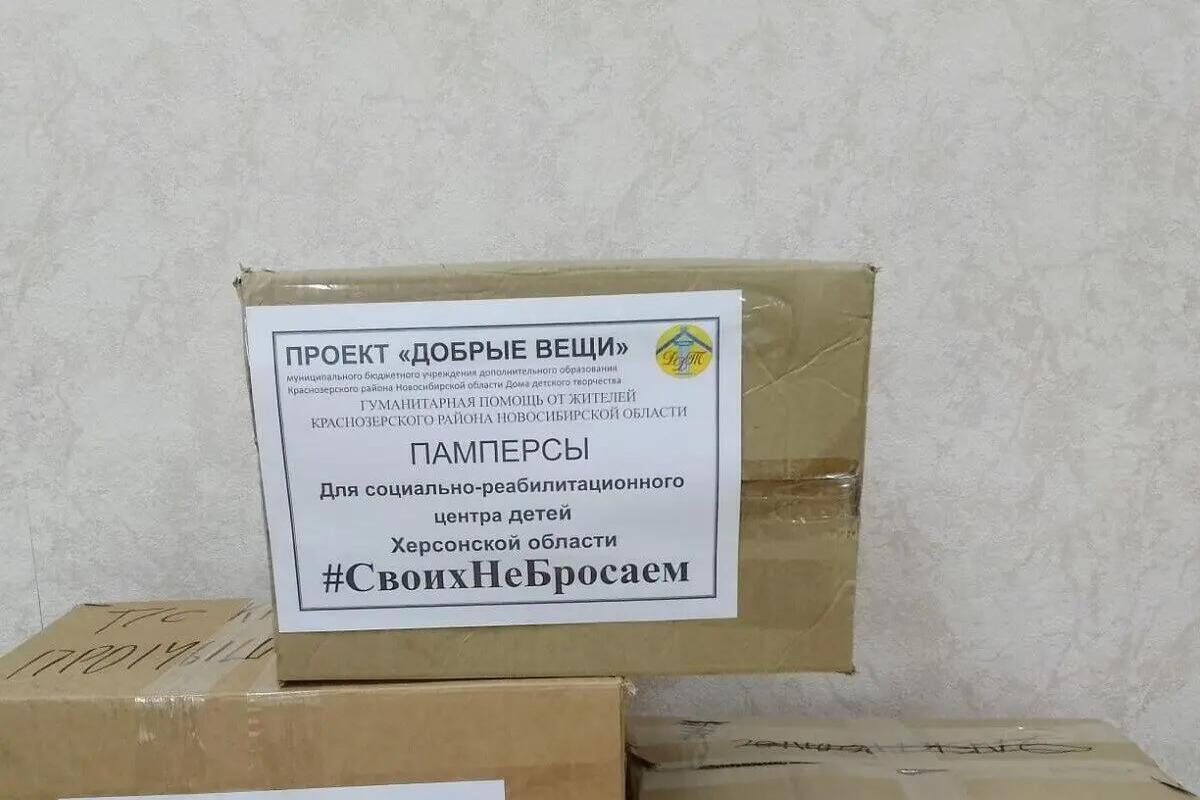 ПРОЕКТ «ДОБРЫЕ ВЕЩИ»
муниципального бюджетного учреждения дополнительного образования
Краснозерского района Новосибирской области Дома детского творчества
ГУМАНИТАРНАЯ ПОМОЩЬ ОТ ЖИТЕЛЕЙ
КРАСНОЗЕРСКОГО РАЙОНА НОВОСИБИРСКОЙ ОБЛАСТИ
ПАМПЕРСЫ
Для социально-реабилитационного
центра детей
Херсонской области
#СвоихНеБросаем
ДДТ
Т/С